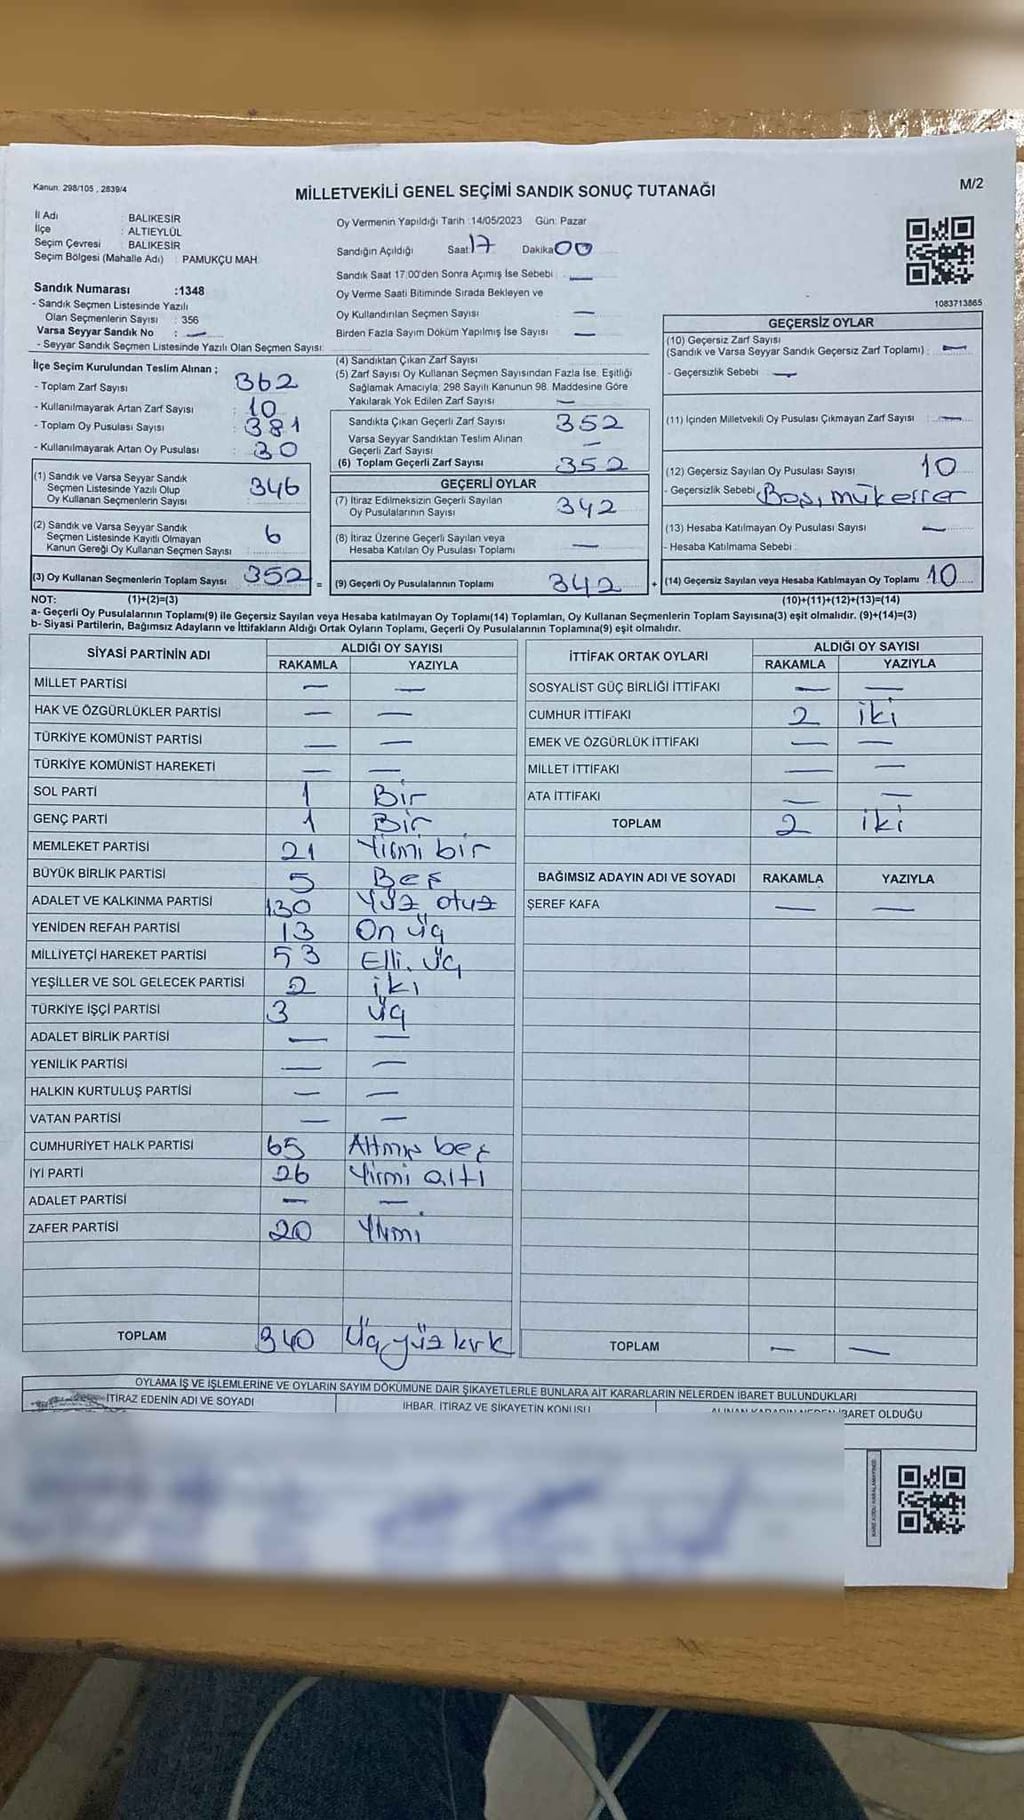 Kanun: 298/105 , 2839/4
MİLLETVEKİLİ GENEL SEÇİMİ SANDIK SONUÇ TUTANAĞI
M/2
İl Adı : BALIKESİR
İlçe : ALTIEYLÜL
Seçim Çevresi : BALIKESİR
Seçim Bölgesi (Mahalle Adı) : PAMUKÇU MAH.
Sandık Numarası :1348
- Sandık Seçmen Listesinde Yazılı
Olan Seçmenlerin Sayısı : 356
Varsa Seyyar Sandık No : —
- Seyyar Sandık Seçmen Listesinde Yazılı Olan Seçmen Sayısı:
Oy Vermenin Yapıldığı Tarih :14/05/2023 Gün: Pazar
Sandığın Açıldığı Saat 17 Dakika 00
Sandık Saat 17:00'den Sonra Açımış İse Sebebi : —
Oy Verme Saati Bitiminde Sırada Bekleyen ve
Oy Kullandırılan Seçmen Sayısı : —
Birden Fazla Sayım Döküm Yapılmış İse Sayısı : —
1083713865
İlçe Seçim Kurulundan Teslim Alınan ;
- Toplam Zarf Sayısı : 362
- Kullanılmayarak Artan Zarf Sayısı : 10
- Toplam Oy Pusulası Sayısı : 381
- Kullanılmayarak Artan Oy Pusulası : 30
(1) Sandık ve Varsa Seyyar Sandık
Seçmen Listesinde Yazılı Olup
Oy Kullanan Seçmenlerin Sayısı 346
(2) Sandık ve Varsa Seyyar Sandık
Seçmen Listesinde Kayıtlı Olmayan
Kanun Gereği Oy Kullanan Seçmen Sayısı 6
(3) Oy Kullanan Seçmenlerin Toplam Sayısı 352 =
(4) Sandıktan Çıkan Zarf Sayısı
(5) Zarf Sayısı Oy Kullanan Seçmen Sayısından Fazla İse, Eşitliği
Sağlamak Amacıyla, 298 Sayılı Kanunun 98. Maddesine Göre
Yakılarak Yok Edilen Zarf Sayısı —
Sandıkta Çıkan Geçerli Zarf Sayısı 352
Varsa Seyyar Sandıktan Teslim Alınan
Geçerli Zarf Sayısı —
(6) Toplam Geçerli Zarf Sayısı 352
GEÇERLİ OYLAR
(7) İtiraz Edilmeksizin Geçerli Sayılan
Oy Pusulalarının Sayısı 342
(8) İtiraz Üzerine Geçerli Sayılan veya
Hesaba Katılan Oy Pusulası Toplamı —
(9) Geçerli Oy Pusulalarının Toplamı 342 +
GEÇERSİZ OYLAR
(10) Geçersiz Zarf Sayısı
(Sandık ve Varsa Seyyar Sandık Geçersiz Zarf Toplamı) : —
- Geçersizlik Sebebi : —
(11) İçinden Milletvekili Oy Pusulası Çıkmayan Zarf Sayısı : —
(12) Geçersiz Sayılan Oy Pusulası Sayısı 10
- Geçersizlik Sebebi Boş, mükerrer
(13) Hesaba Katılmayan Oy Pusulası Sayısı —
- Hesaba Katılmama Sebebi :
(14) Geçersiz Sayılan veya Hesaba Katılmayan Oy Toplamı 10
NOT: (1)+(2)=(3) (10)+(11)+(12)+(13)=(14)
a- Geçerli Oy Pusulalarının Toplamı(9) ile Geçersiz Sayılan veya Hesaba katılmayan Oy Toplamı(14) Toplamları, Oy Kullanan Seçmenlerin Toplam Sayısına(3) eşit olmalıdır. (9)+(14)=(3)
b- Siyasi Partilerin, Bağımsız Adayların ve İttifakların Aldığı Ortak Oyların Toplamı, Geçerli Oy Pusulalarının Toplamına(9) eşit olmalıdır.
SİYASİ PARTİNİN ADI ALDIĞI OY SAYISI
RAKAMLA YAZIYLA
MİLLET PARTİSİ — —
HAK VE ÖZGÜRLÜKLER PARTİSİ — —
TÜRKİYE KOMÜNİST PARTİSİ — —
TÜRKİYE KOMÜNİST HAREKETİ — —
SOL PARTİ 1 Bir
GENÇ PARTİ 1 Bir
MEMLEKET PARTİSİ 21 Yirmi bir
BÜYÜK BİRLİK PARTİSİ 5 Beş
ADALET VE KALKINMA PARTİSİ 130 Yüz otuz
YENİDEN REFAH PARTİSİ 13 On üç
MİLLİYETÇİ HAREKET PARTİSİ 53 Elli üç
YEŞİLLER VE SOL GELECEK PARTİSİ 2 iki
TÜRKİYE İŞÇİ PARTİSİ 3 üç
ADALET BİRLİK PARTİSİ — —
YENİLİK PARTİSİ — —
HALKIN KURTULUŞ PARTİSİ — —
VATAN PARTİSİ — —
CUMHURİYET HALK PARTİSİ 65 Altmış beş
İYİ PARTİ 26 Yirmi altı
ADALET PARTİSİ — —
ZAFER PARTİSİ 20 Yirmi
TOPLAM 340 Üç yüz kırk
İTTİFAK ORTAK OYLARI ALDIĞI OY SAYISI
RAKAMLA YAZIYLA
SOSYALİST GÜÇ BİRLİĞİ İTTİFAKI — —
CUMHUR İTTİFAKI 2 iki
EMEK VE ÖZGÜRLÜK İTTİFAKI — —
MİLLET İTTİFAKI — —
ATA İTTİFAKI — —
TOPLAM 2 iki
BAĞIMSIZ ADAYIN ADI VE SOYADI RAKAMLA YAZIYLA
ŞEREF KAFA — —
TOPLAM — —
OYLAMA İŞ VE İŞLEMLERİNE VE OYLARIN SAYIM DÖKÜMÜNE DAİR ŞİKAYETLERLE BUNLARA AİT KARARLARIN NELERDEN İBARET BULUNDUKLARI
İTİRAZ EDENİN ADI VE SOYADI İHBAR, İTİRAZ VE ŞİKAYETİN KONUSU ALINAN KARARIN NEDEN İBARET OLDUĞU